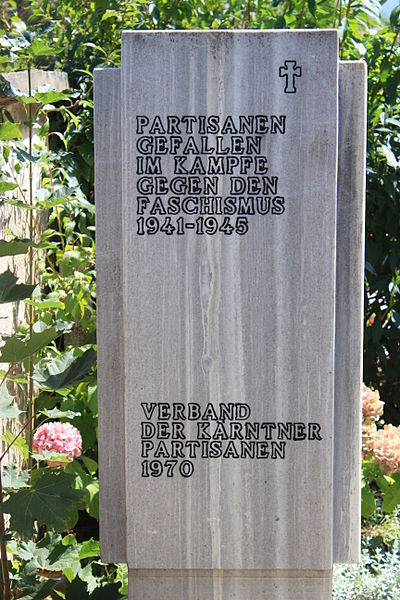 PARTISANEN
GEFALLEN
IM KAMPFE
GEGEN DEN
FASCHISMUS
1941-1945
VERBAND
DER KÄRNTNER
PARTISANEN
1970